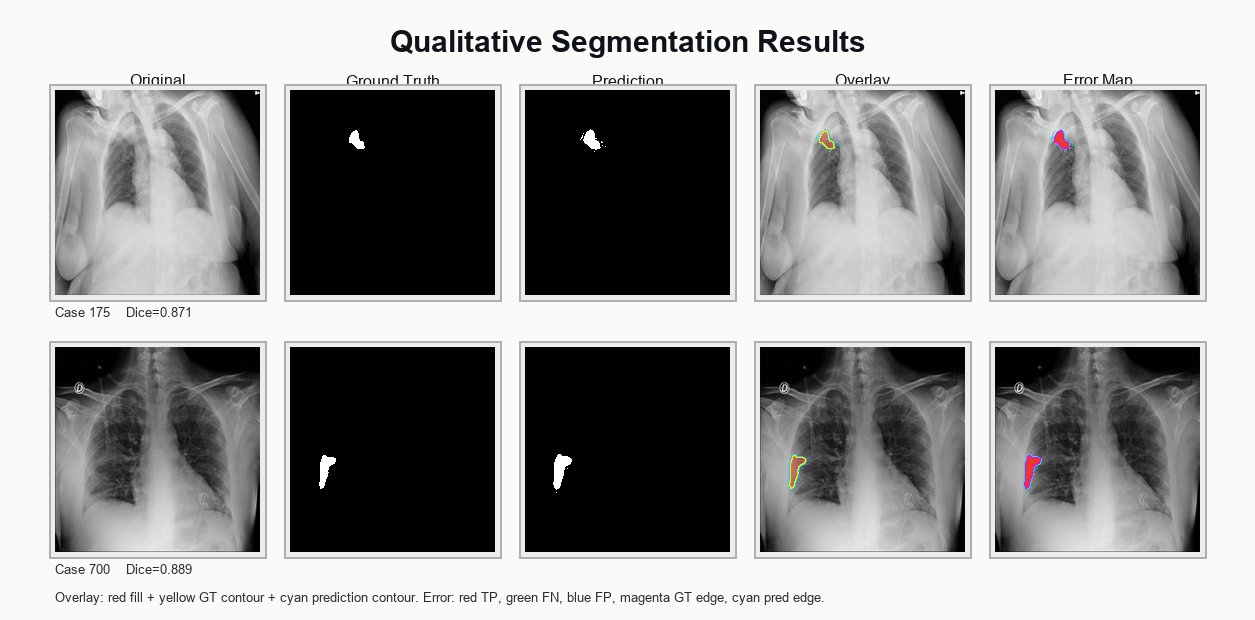 Qualitative Segmentation Results
Original Ground Truth Prediction Overlay Error Map
Case 175 Dice=0.871
Case 700 Dice=0.889
Overlay: red fill + yellow GT contour + cyan prediction contour. Error: red TP, green FN, blue FP, magenta GT edge, cyan pred edge.